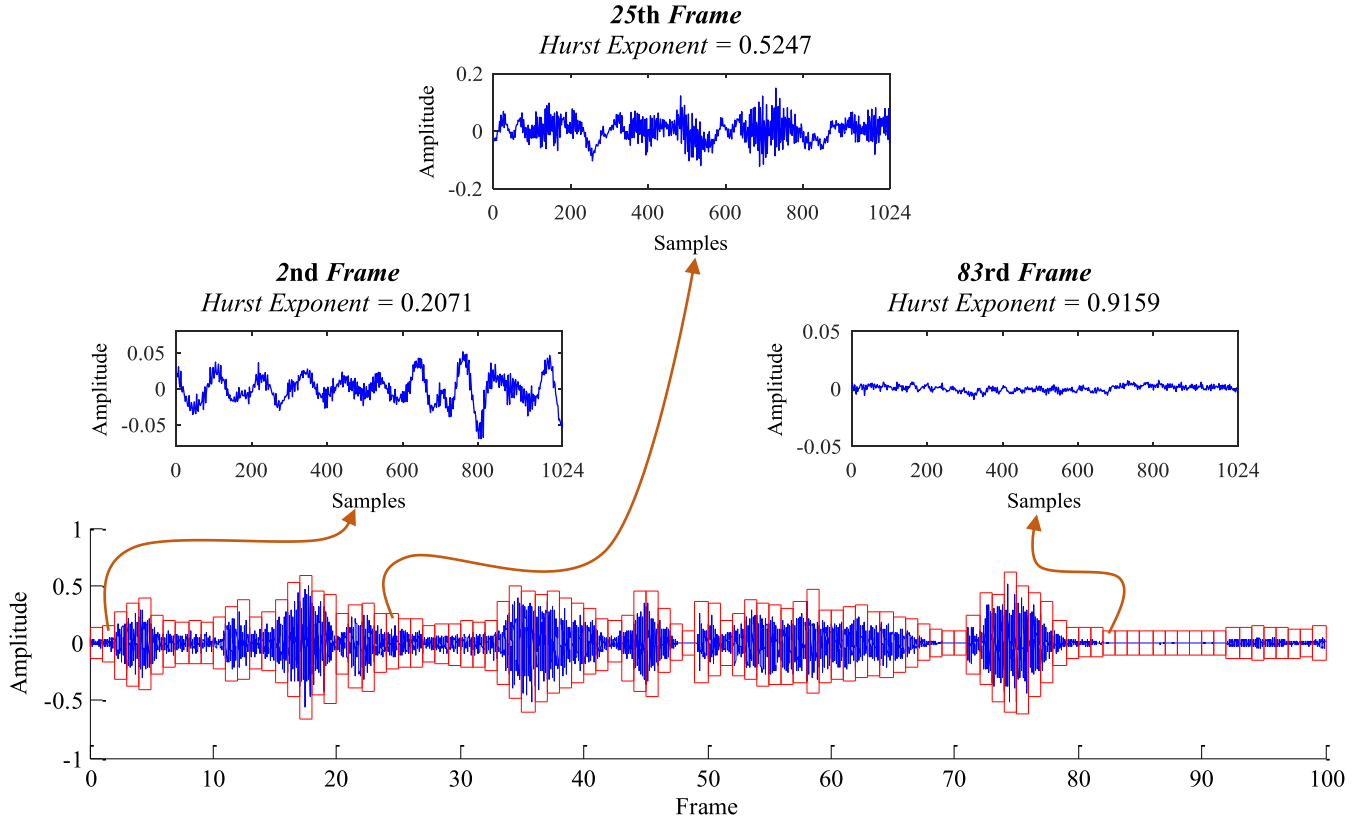 25th Frame
Hurst Exponent = 0.5247
0.2
0
-0.2
Amplitude
0 200 400 600 800 1024
Samples
2nd Frame
Hurst Exponent = 0.2071
0.05
0
-0.05
Amplitude
0 200 400 600 800 1024
Samples
83rd Frame
Hurst Exponent = 0.9159
0.05
0
-0.05
Amplitude
0 200 400 600 800 1024
Samples
1
0.5
0
-0.5
-1
Amplitude
0 10 20 30 40 50 60 70 80 90 100
Frame